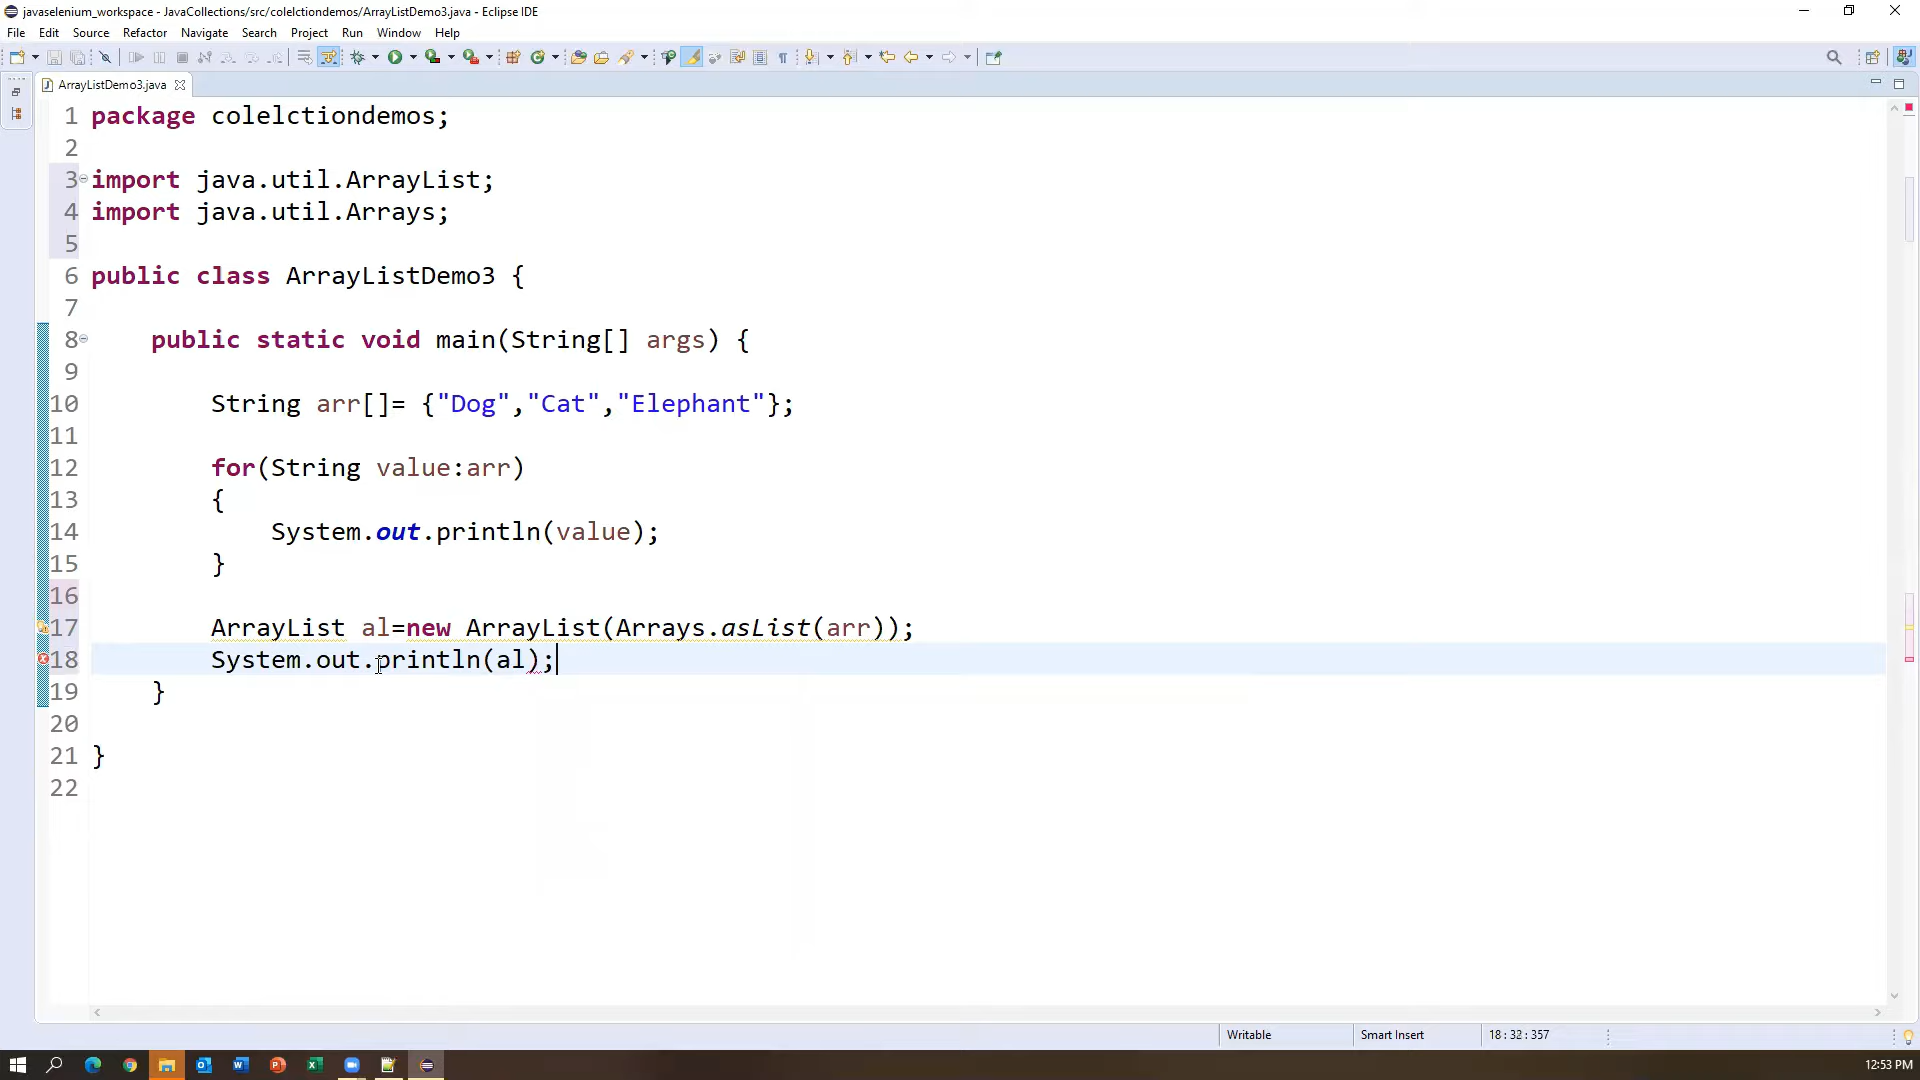 javaselenium_workspace - JavaCollections/src/colelctiondemos/ArrayListDemo3.java - Eclipse IDE
File Edit Source Refactor Navigate Search Project Run Window Help
ArrayListDemo3.java
1 package colelctiondemos;
2
3 import java.util.ArrayList;
4 import java.util.Arrays;
5
6 public class ArrayListDemo3 {
7
8 public static void main(String[] args) {
9
10 String arr[]= {"Dog","Cat","Elephant"};
11
12 for(String value:arr)
13 {
14 System.out.println(value);
15 }
16
17 ArrayList al=new ArrayList(Arrays.asList(arr));
18 System.out.println(al);
19 }
20
21 }
22
Writable Smart Insert 18 : 32 : 357
12:53 PM